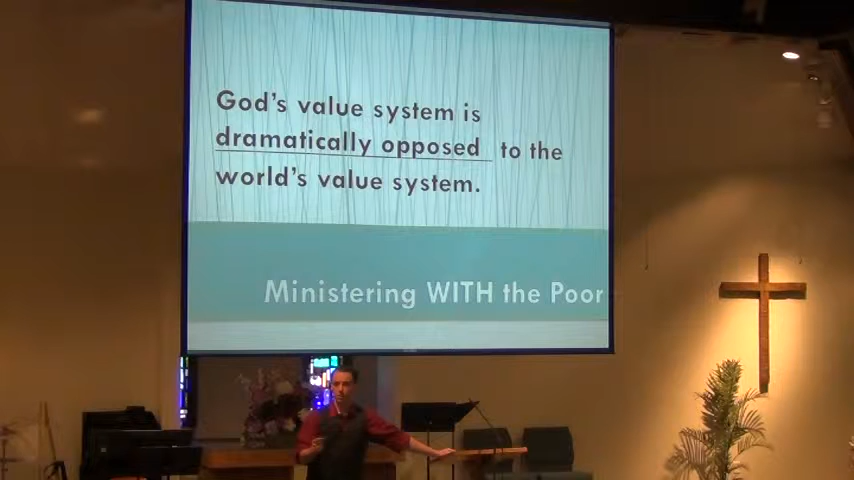 God's value system is
dramatically opposed to the
world's value system.
Ministering WITH the Poor